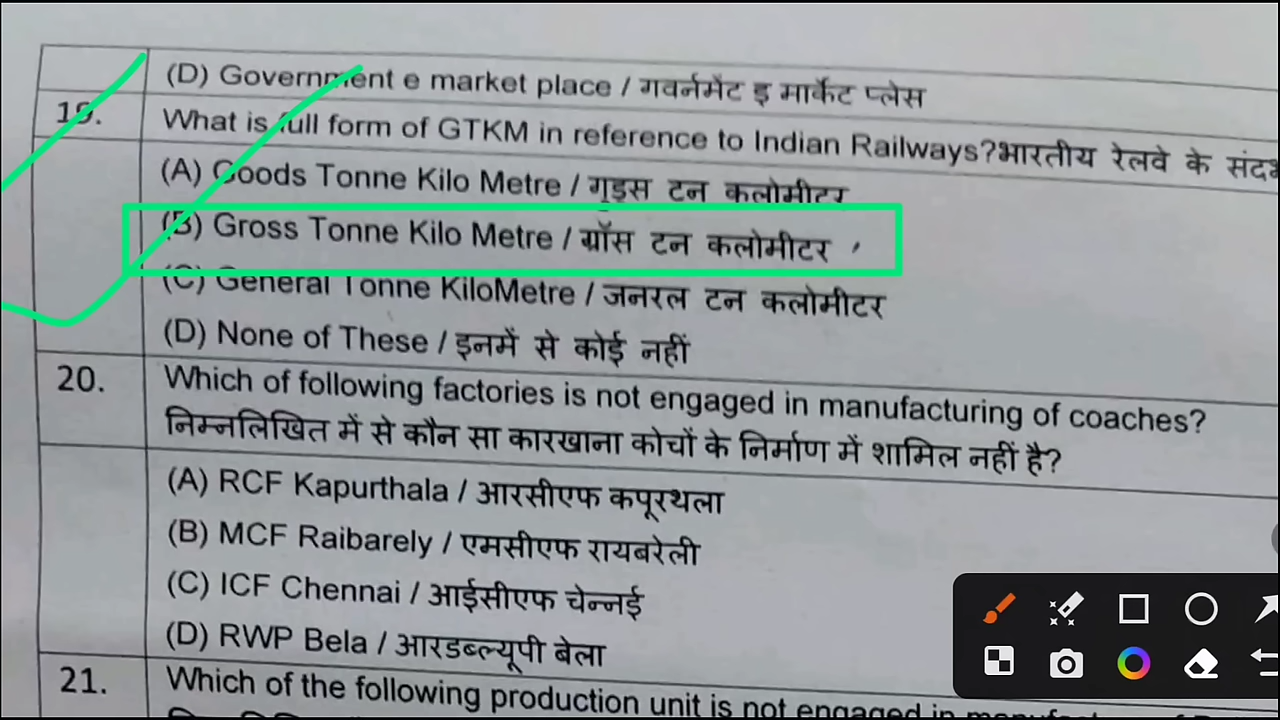 (D) Government e market place / गवर्नमेंट इ मार्केट प्लेस
19. What is full form of GTKM in reference to Indian Railways?भारतीय रेलवे के
(A) Goods Tonne Kilo Metre / गुड्स टन कलोमीटर
(B) Gross Tonne Kilo Metre / ग्रॉस टन कलोमीटर
(C) General Tonne KiloMetre / जनरल टन कलोमीटर
(D) None of These / इनमें से कोई नहीं
20. Which of following factories is not engaged in manufacturing of coaches?
निम्नलिखित में से कौन सा कारखाना कोचों के निर्माण में शामिल नहीं है?
(A) RCF Kapurthala / आरसीएफ कपूरथला
(B) MCF Raibarely / एमसीएफ रायबरेली
(C) ICF Chennai / आईसीएफ चेन्नई
(D) RWP Bela / आरडब्ल्यूपी बेला
21. Which of the following production unit is not engaged in